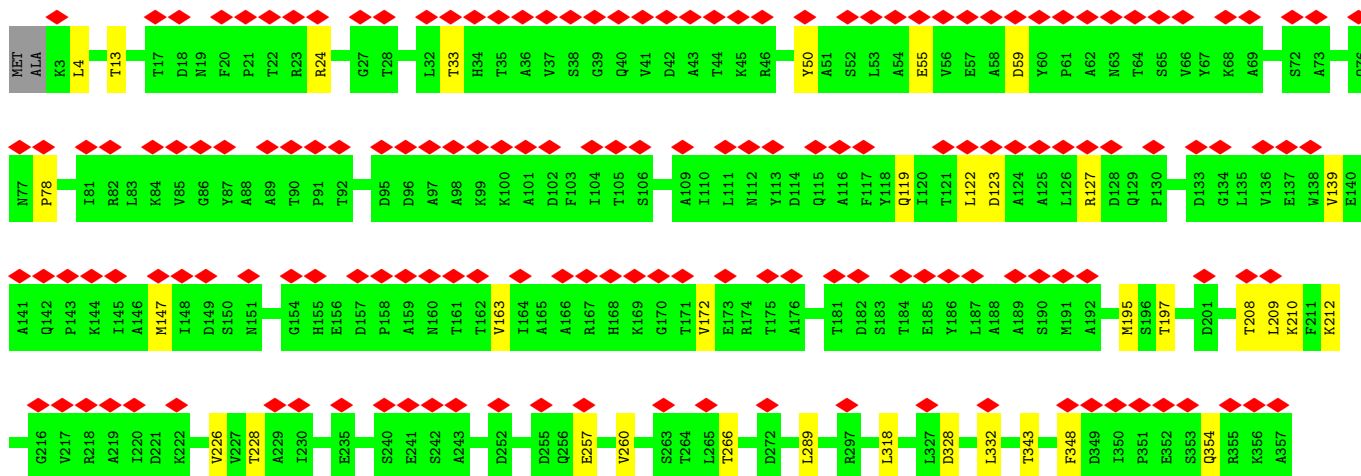 MET ALA K3 L4 T13 T17 D18 N19 F20 P21 T22 R23 R24 G27 T28 L32 T33 H34 T35 A36 V37 S38 G39 Q40 V41 D42 A43 T44 K45 R46 Y50 A51 S52 L53 A54 E55 V56 E57 A58 D59 Y60 P61 A62 N63 T64 S65 V66 Y67 K68 A69 S72 A73
N77 P78 I81 R82 L83 K84 V85 G86 Y87 A88 A89 T90 P91 T92 D95 D96 A97 A98 K99 K100 A101 D102 F103 I104 T105 S106 A109 I110 L111 N112 Y113 D114 Q115 A116 F117 Y118 Q119 I120 T121 L122 D123 A124 A125 L126 R127 D128 Q129 P130 D133 G134 L135 V136 E137 W138 V139 E140
A141 Q142 P143 K144 I145 A146 M147 I148 D149 S150 N151 G154 H155 E156 D157 P158 A159 N160 T161 T162 V163 I164 A165 A166 R167 H168 K169 G170 T171 V172 E173 R174 T175 A176 T181 D182 S183 T184 E185 Y186 L187 A188 A189 S190 M191 A192 M195 S196 T197 D201 T208 L209 K210 F211 K212
G216 V217 R218 A219 I220 D221 K222 V226 V227 T228 A229 I230 E235 S240 E241 S242 A243 D252 D255 Q256 E257 V260 S263 T264 L265 T266 D272 L289 R297 L318 L327 D328 L332 T343 F348 D349 I350 P351 E352 S353 Q354 R355 K356 A357